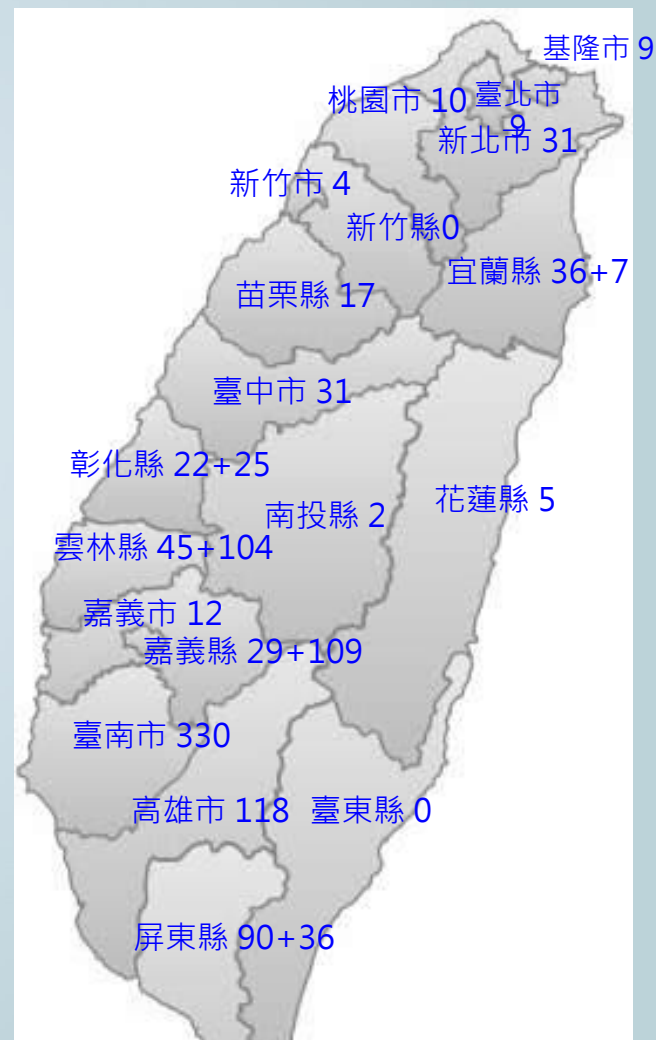 基隆市 9
桃園市 10
臺北市
9
新北市 31
新竹市 4
新竹縣0
宜蘭縣 36+7
苗栗縣 17
臺中市 31
彰化縣 22+25
花蓮縣 5
南投縣 2
雲林縣 45+104
嘉義市 12
嘉義縣 29+109
臺南市 330
高雄市 118
臺東縣 0
屏東縣 90+36